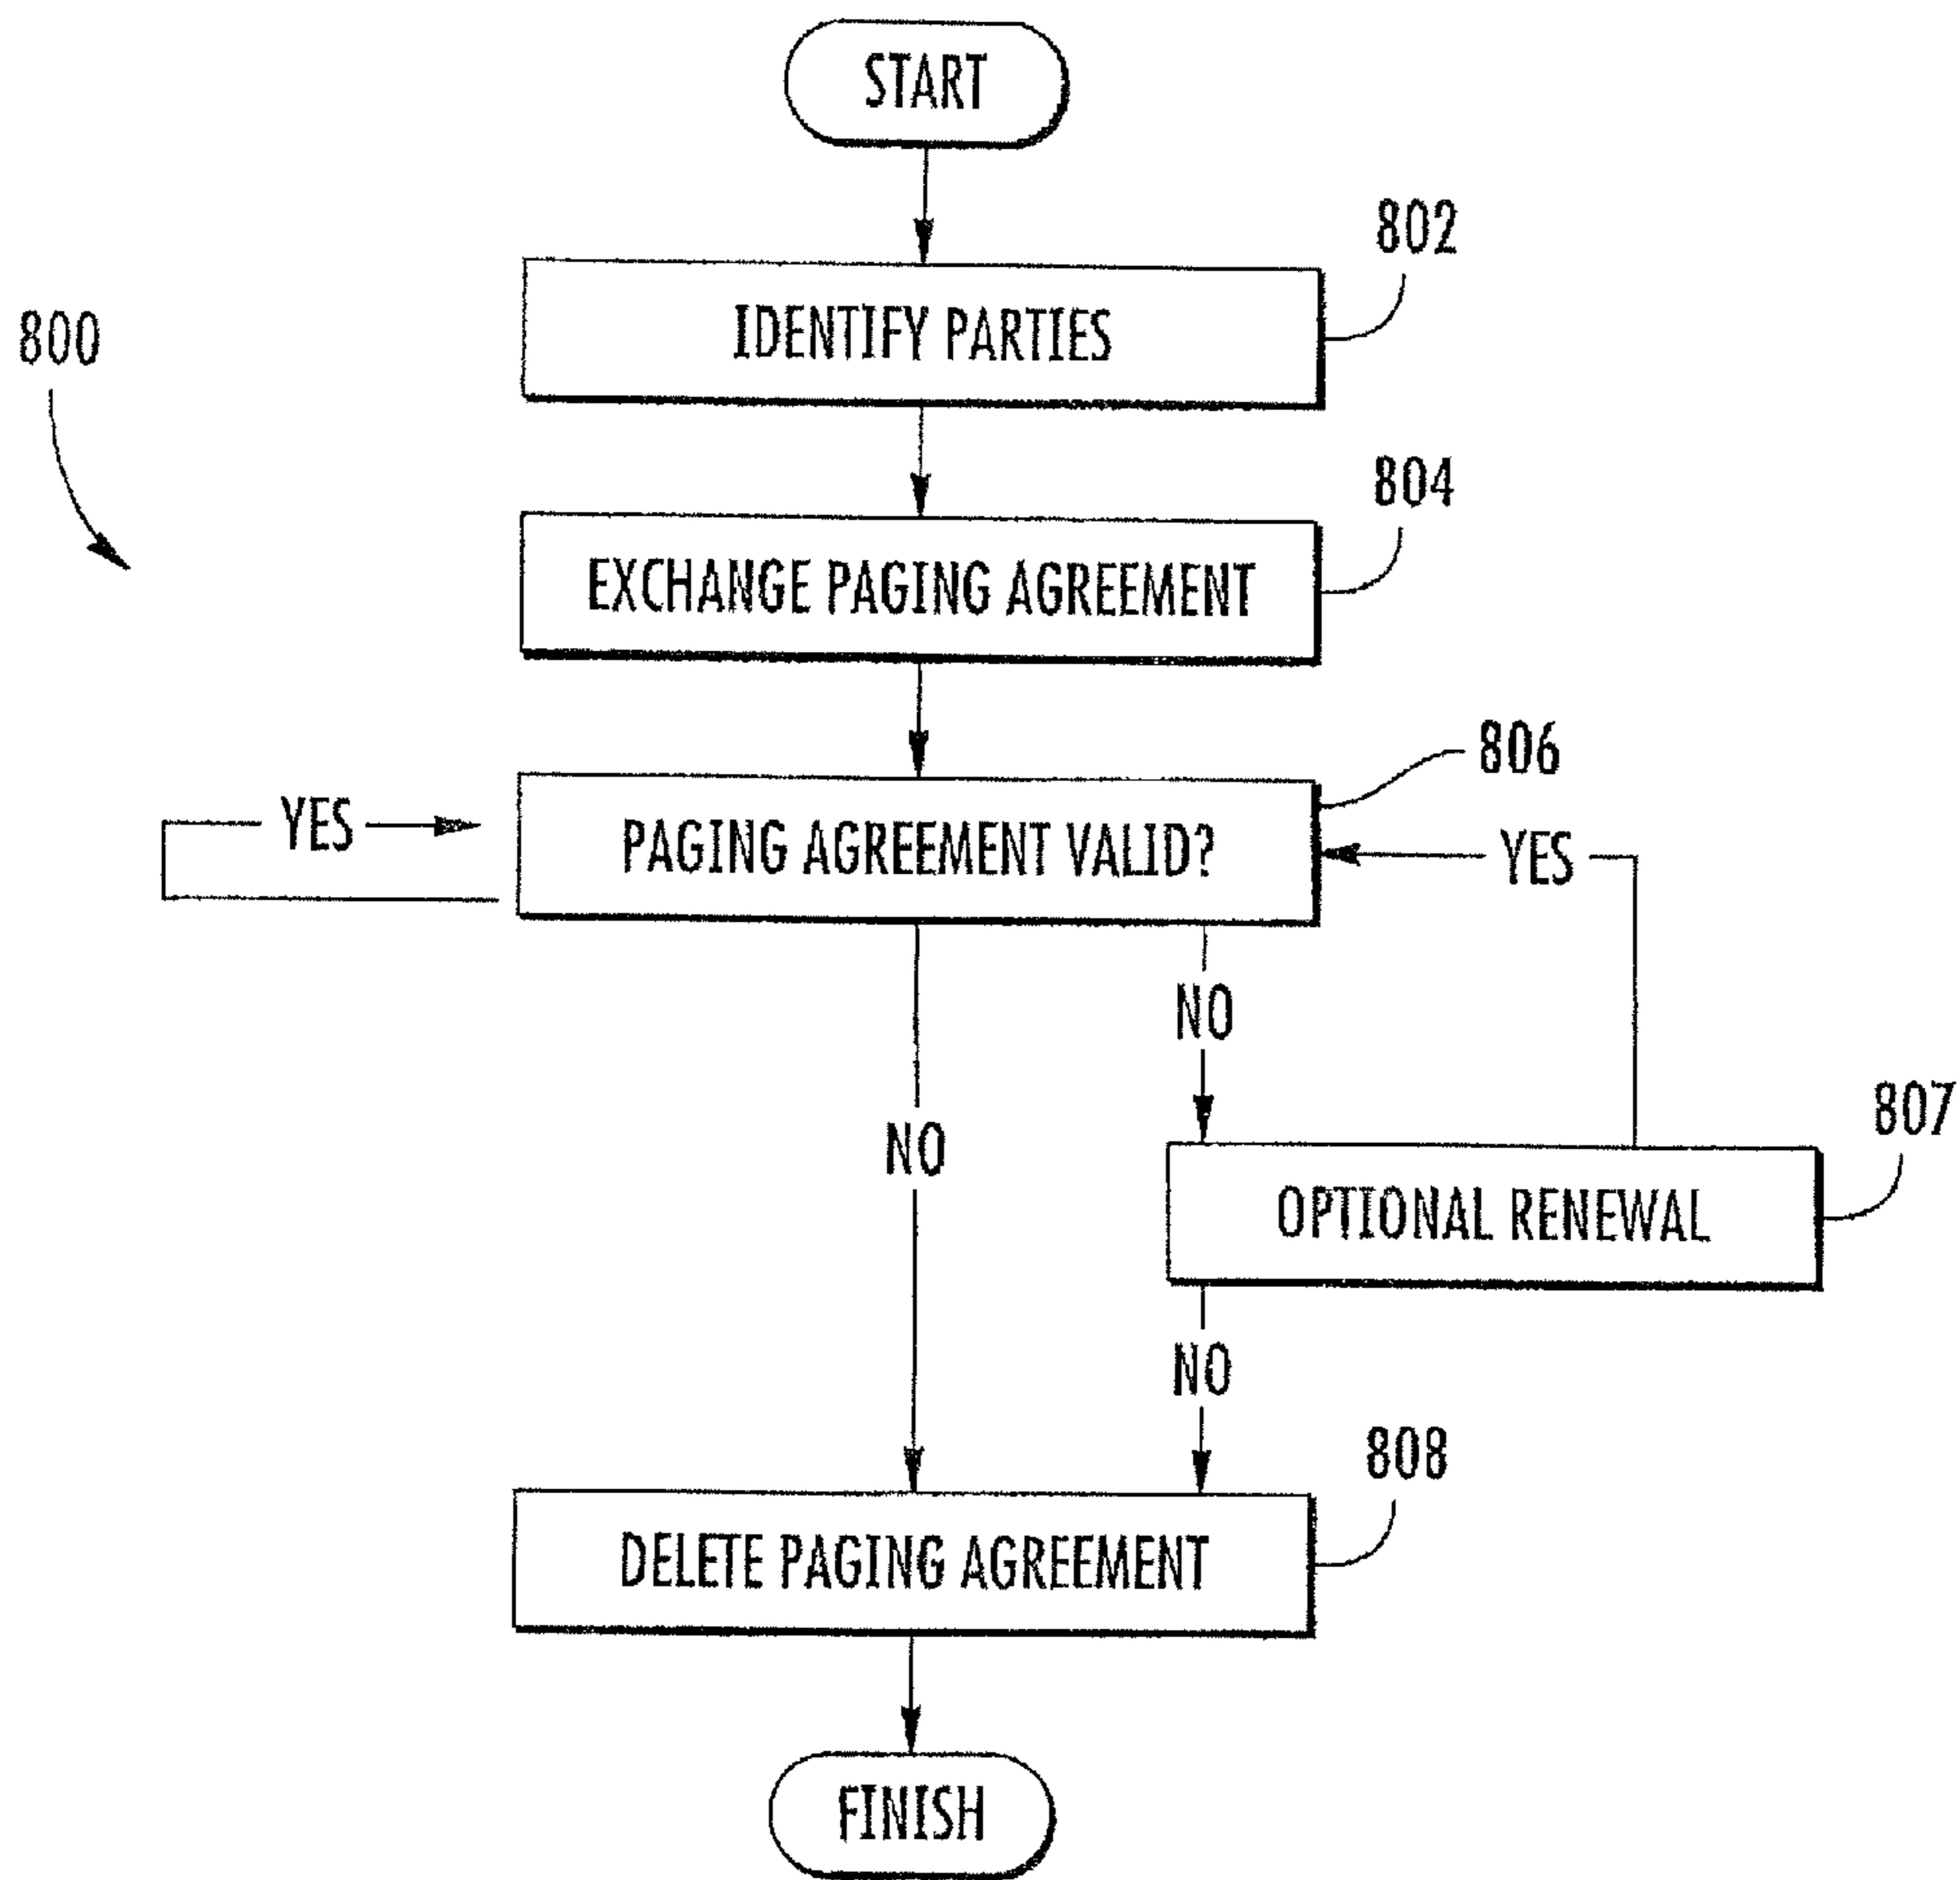 START
802
IDENTIFY PARTIES
800
804
EXCHANGE PAGING AGREEMENT
806
YES
PAGING AGREEMENT VALID?
YES
NO
NO
807
OPTIONAL RENEWAL
NO
808
DELETE PAGING AGREEMENT
FINISH